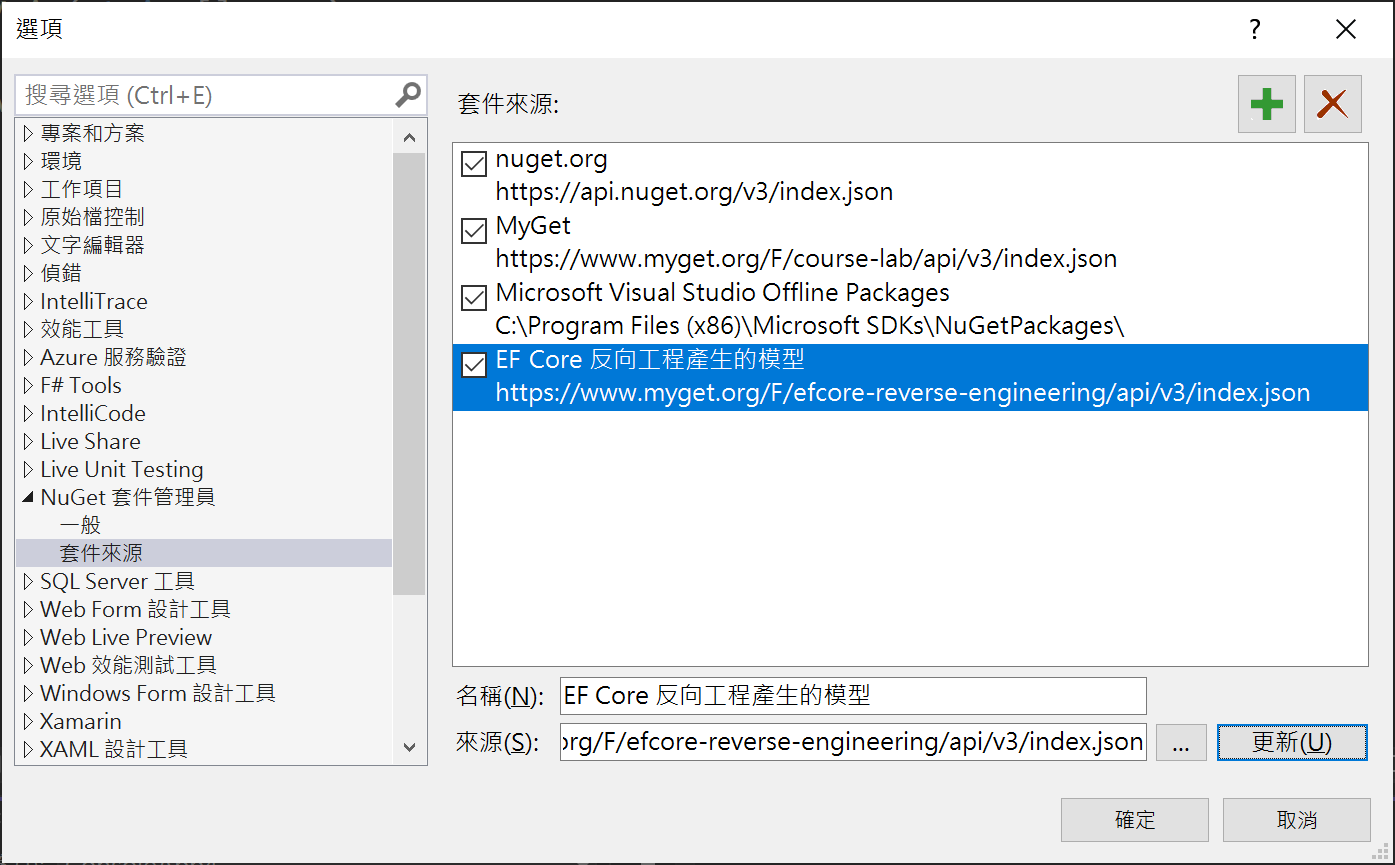 選項
?
搜尋選項 (Ctrl+E)
專案和方案
環境
工作項目
原始檔控制
文字編輯器
偵錯
IntelliTrace
效能工具
Azure 服務驗證
F# Tools
IntelliCode
Live Share
Live Unit Testing
NuGet 套件管理員
一般
套件來源
SQL Server 工具
Web Form 設計工具
Web Live Preview
Web 效能測試工具
Windows Form 設計工具
Xamarin
XAML 設計工具
套件來源:
nuget.org
https://api.nuget.org/v3/index.json
MyGet
https://www.myget.org/F/course-lab/api/v3/index.json
Microsoft Visual Studio Offline Packages
C:\Program Files (x86)\Microsoft SDKs\NuGetPackages\
EF Core 反向工程產生的模型
https://www.myget.org/F/efcore-reverse-engineering/api/v3/index.json
名稱(N): EF Core 反向工程產生的模型
來源(S): org/F/efcore-reverse-engineering/api/v3/index.json ... 更新(U)
確定 取消